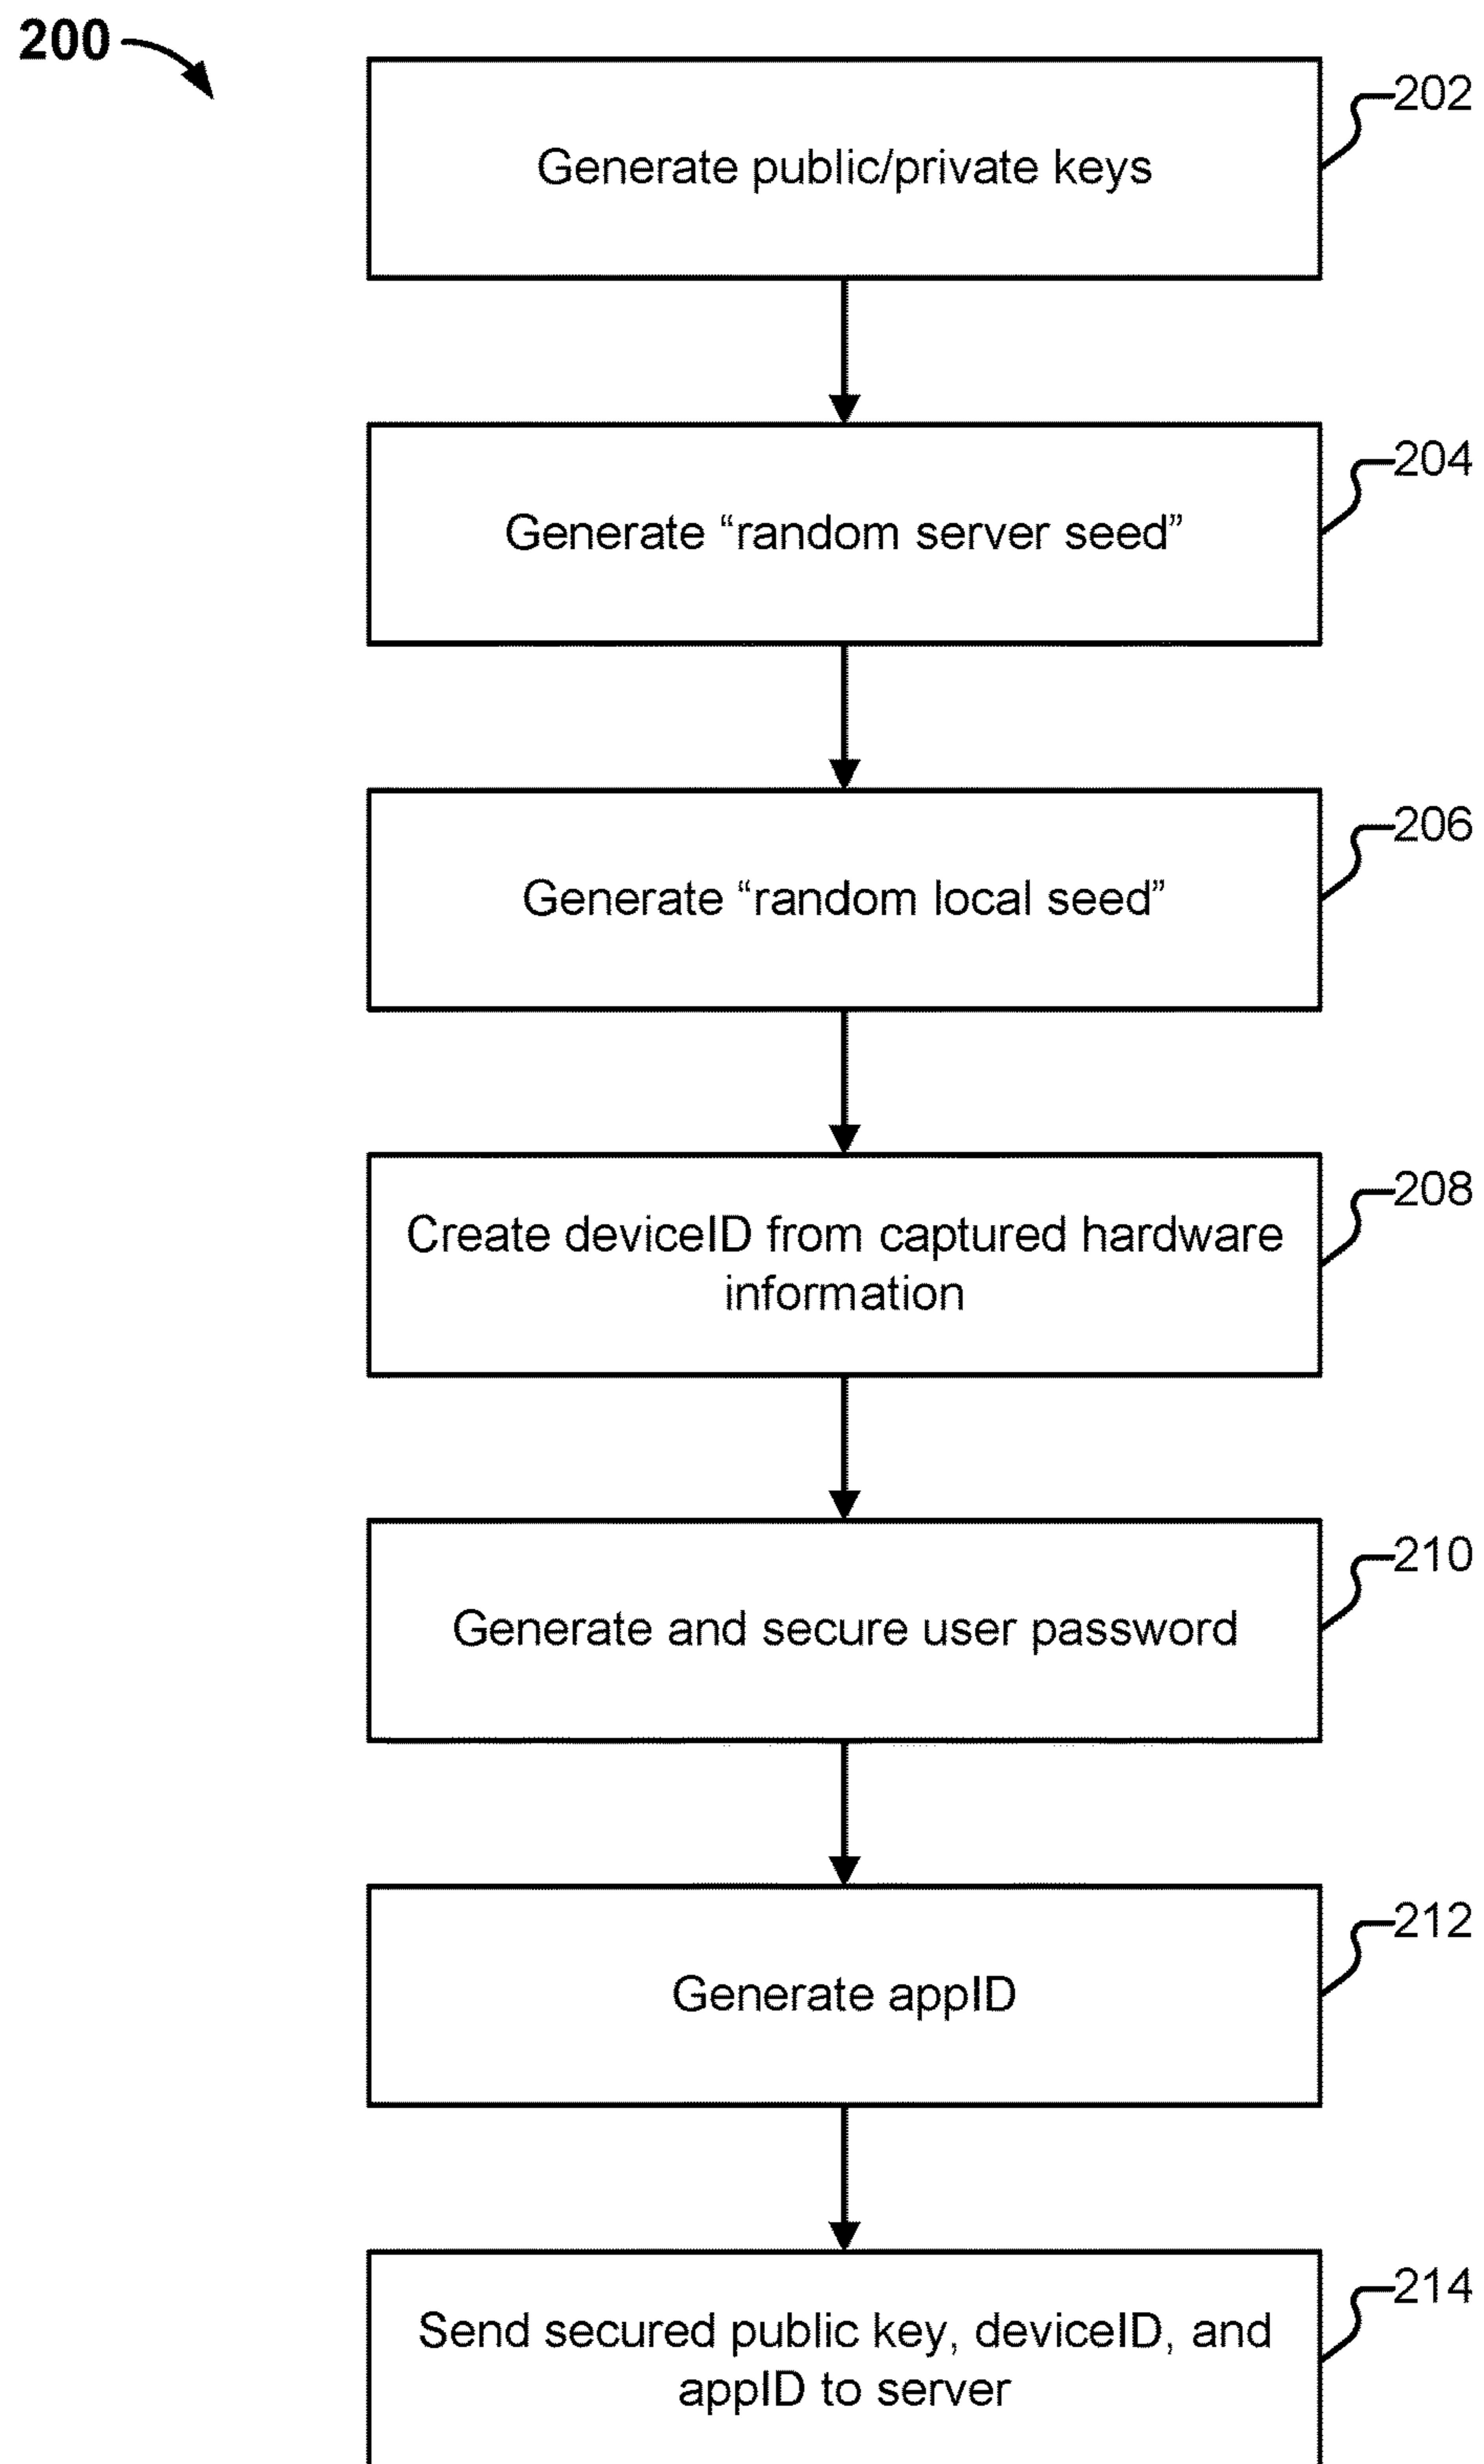 200
202
Generate public/private keys
204
Generate “random server seed”
206
Generate “random local seed”
208
Create deviceID from captured hardware
information
210
Generate and secure user password
212
Generate appID
214
Send secured public key, deviceID, and
appID to server